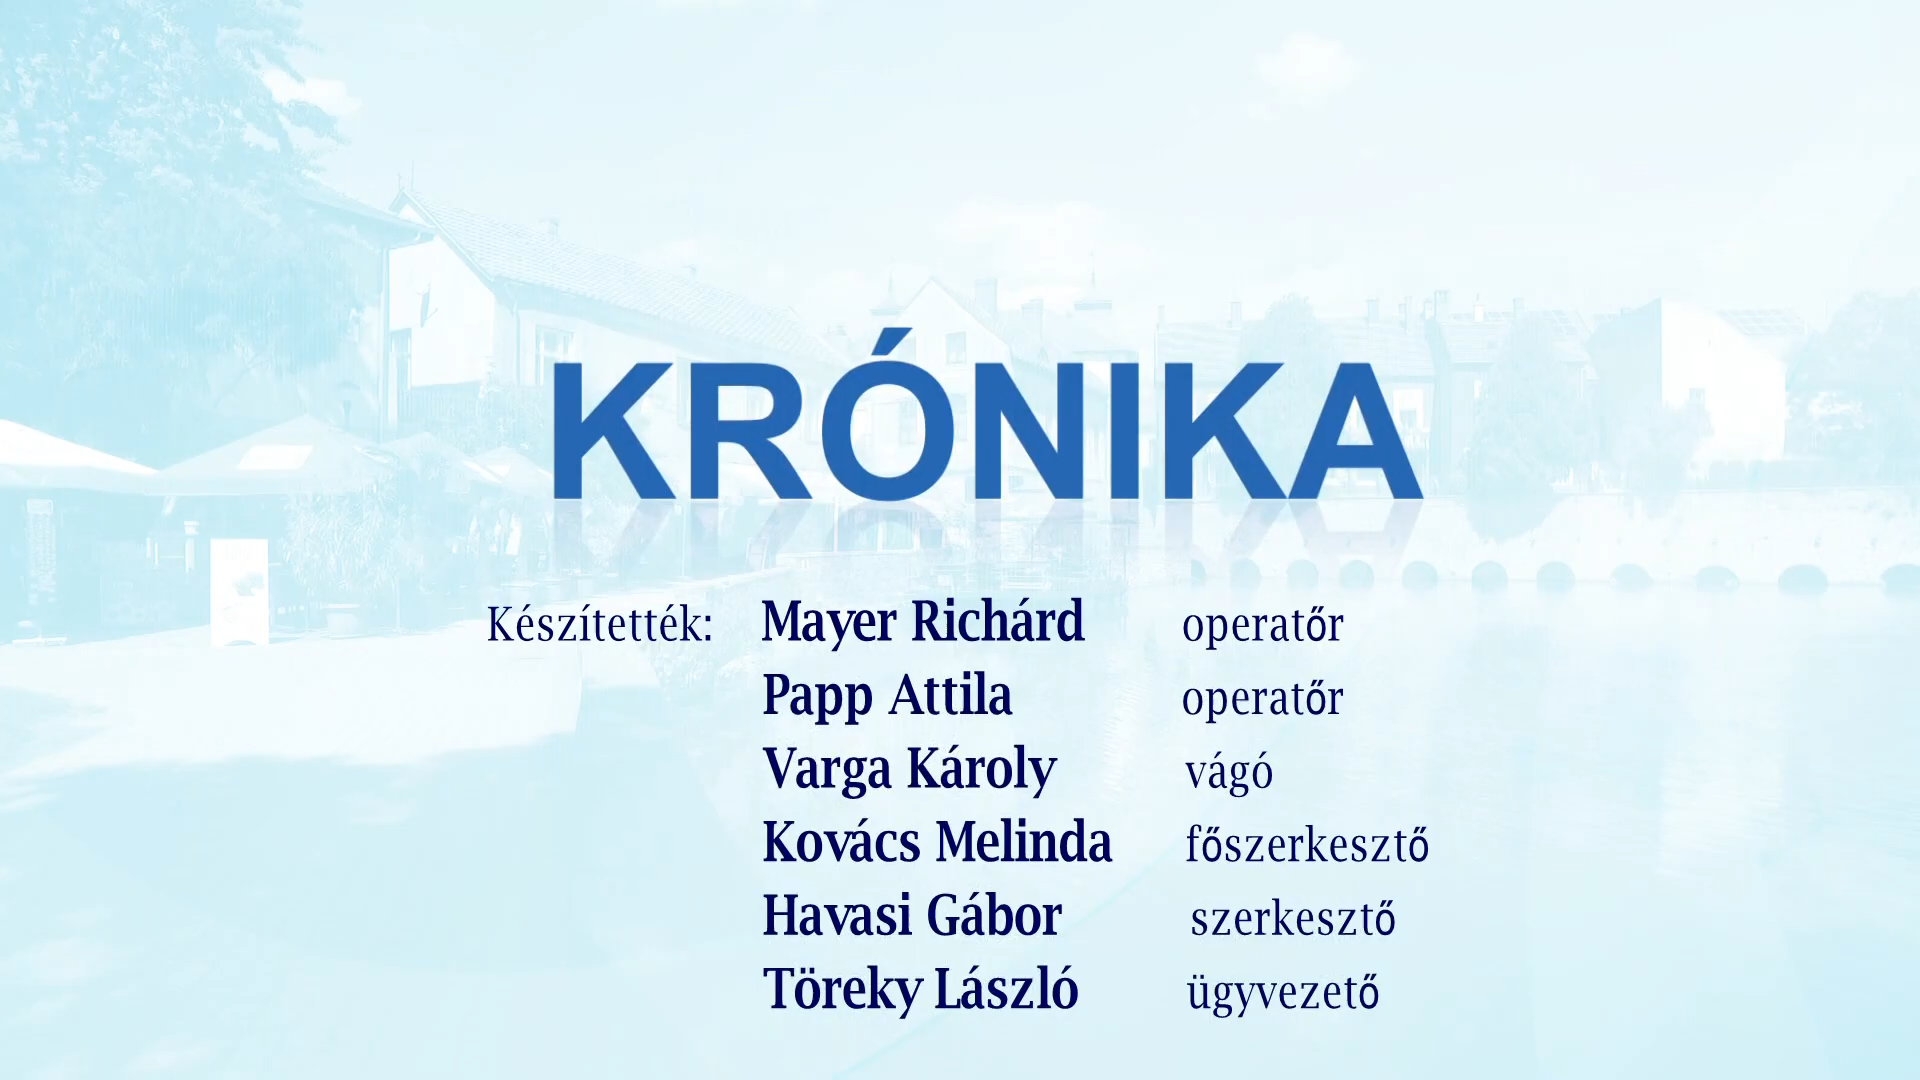 KRÓNIKA
Készítették: Mayer Richárd operatőr
Papp Attila operatőr
Varga Károly vágó
Kovács Melinda főszerkesztő
Havasi Gábor szerkesztő
Töreky László ügyvezető